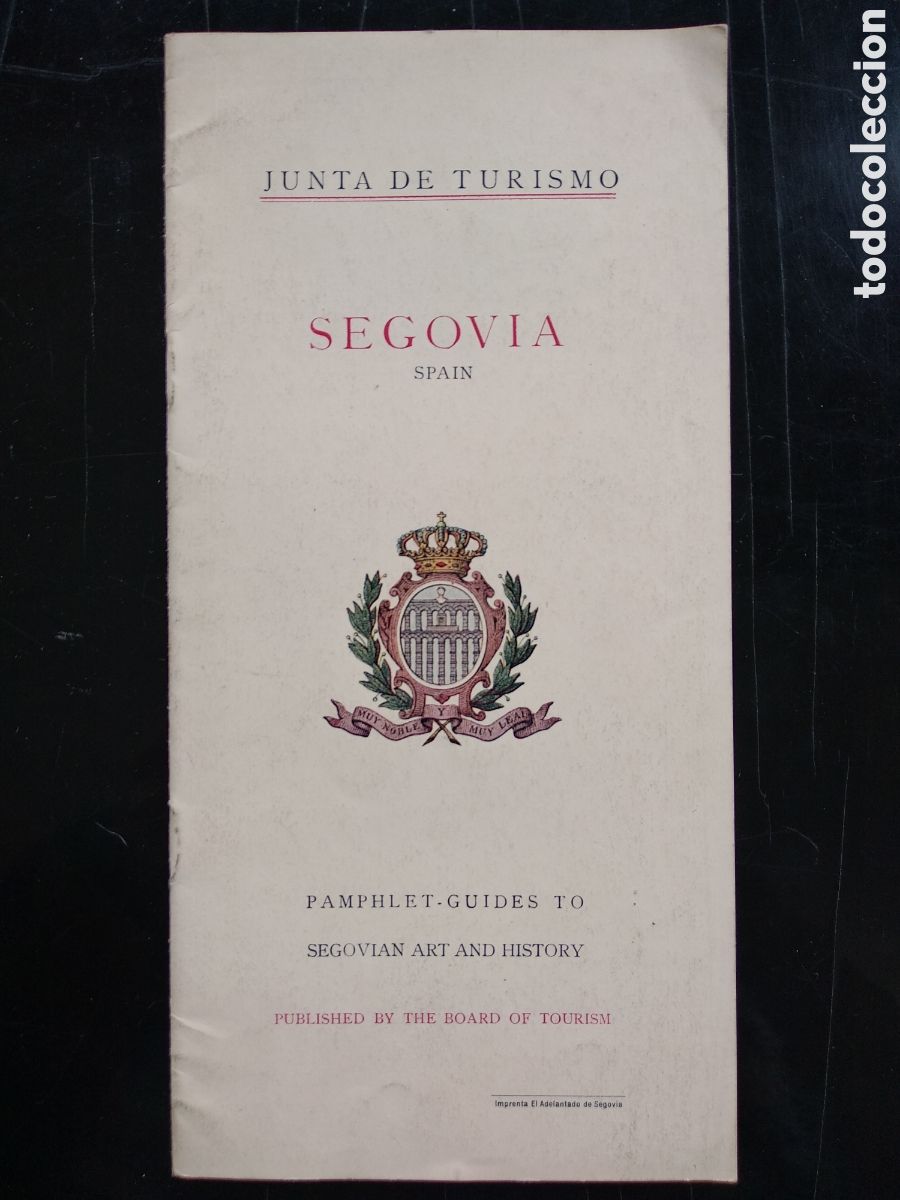 JUNTA DE TURISMO
SEGOVIA
SPAIN
MUY NOBLE Y MUY LEAL
PAMPHLET-GUIDES TO
SEGOVIAN ART AND HISTORY
PUBLISHED BY THE BOARD OF TOURISM
Imprenta El Adelantado de Segovia
todocoleccion